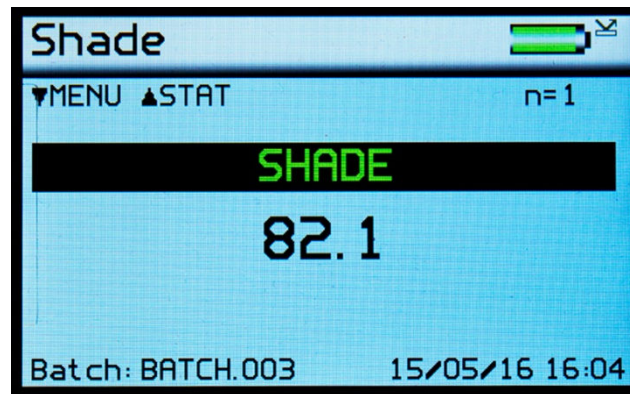 Shade
▼MENU ▲STAT n=1
SHADE
82.1
Batch: BATCH.003 15/05/16 16:04